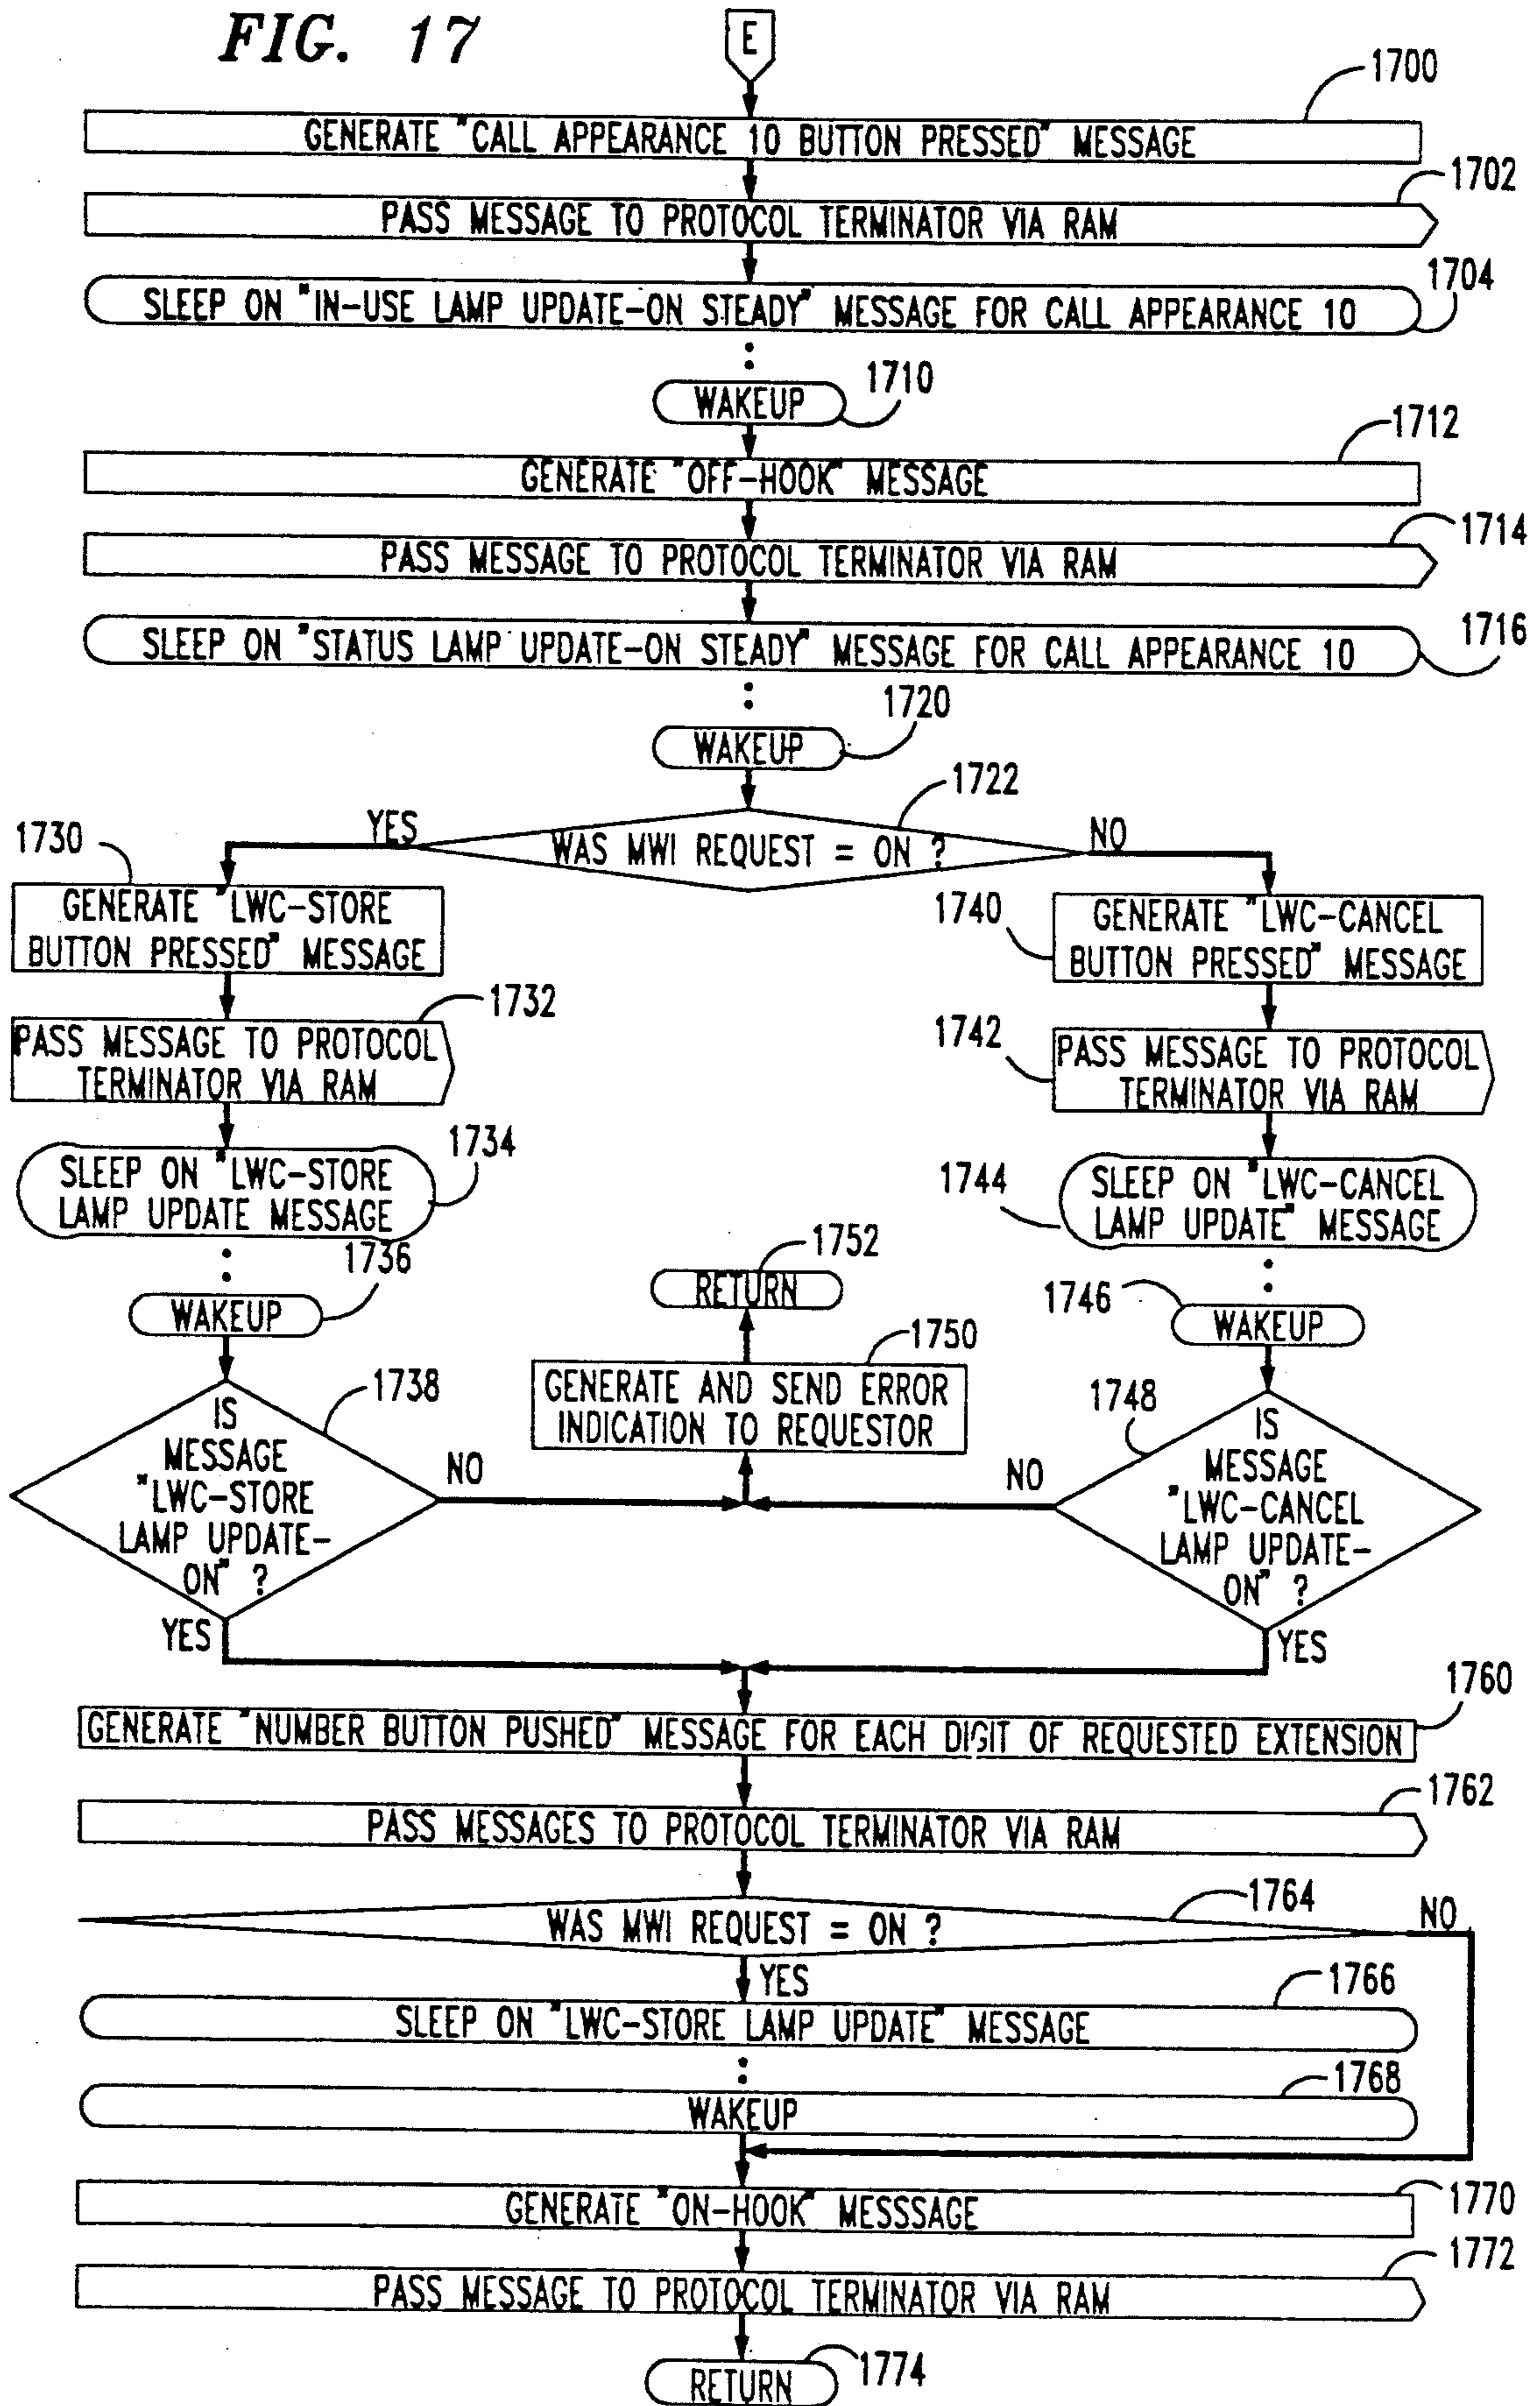 FIG. 17
E
1700
GENERATE "CALL APPEARANCE 10 BUTTON PRESSED" MESSAGE
1702
PASS MESSAGE TO PROTOCOL TERMINATOR VIA RAM
1704
SLEEP ON "IN-USE LAMP UPDATE-ON STEADY" MESSAGE FOR CALL APPEARANCE 10
WAKEUP
1710
1712
GENERATE "OFF-HOOK" MESSAGE
1714
PASS MESSAGE TO PROTOCOL TERMINATOR VIA RAM
1716
SLEEP ON "STATUS LAMP UPDATE-ON STEADY" MESSAGE FOR CALL APPEARANCE 10
1720
WAKEUP
1722
YES
WAS MWI REQUEST = ON ?
NO
1730
GENERATE "LWC-STORE
BUTTON PRESSED" MESSAGE
1740
GENERATE "LWC-CANCEL
BUTTON PRESSED" MESSAGE
1732
PASS MESSAGE TO PROTOCOL
TERMINATOR VIA RAM
1742
PASS MESSAGE TO PROTOCOL
TERMINATOR VIA RAM
1734
SLEEP ON "LWC-STORE
LAMP UPDATE MESSAGE
1744
SLEEP ON "LWC-CANCEL
LAMP UPDATE" MESSAGE
1736
WAKEUP
1752
RETURN
1746
WAKEUP
1750
GENERATE AND SEND ERROR
INDICATION TO REQUESTOR
1738
IS
MESSAGE
"LWC-STORE
LAMP UPDATE-
ON" ?
NO
YES
1748
IS
MESSAGE
"LWC-CANCEL
LAMP UPDATE-
ON" ?
NO
YES
1760
GENERATE "NUMBER BUTTON PUSHED" MESSAGE FOR EACH DIGIT OF REQUESTED EXTENSION
1762
PASS MESSAGES TO PROTOCOL TERMINATOR VIA RAM
1764
WAS MWI REQUEST = ON ?
NO
YES
1766
SLEEP ON "LWC-STORE LAMP UPDATE" MESSAGE
1768
WAKEUP
1770
GENERATE "ON-HOOK" MESSSAGE
1772
PASS MESSAGE TO PROTOCOL TERMINATOR VIA RAM
1774
RETURN